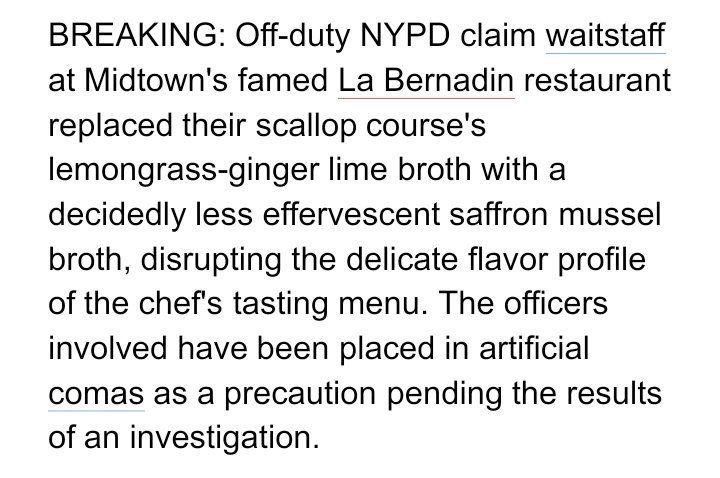 BREAKING: Off-duty NYPD claim waitstaff
at Midtown's famed La Bernadin restaurant
replaced their scallop course's
lemongrass-ginger lime broth with a
decidedly less effervescent saffron mussel
broth, disrupting the delicate flavor profile
of the chef's tasting menu. The officers
involved have been placed in artificial
comas as a precaution pending the results
of an investigation.